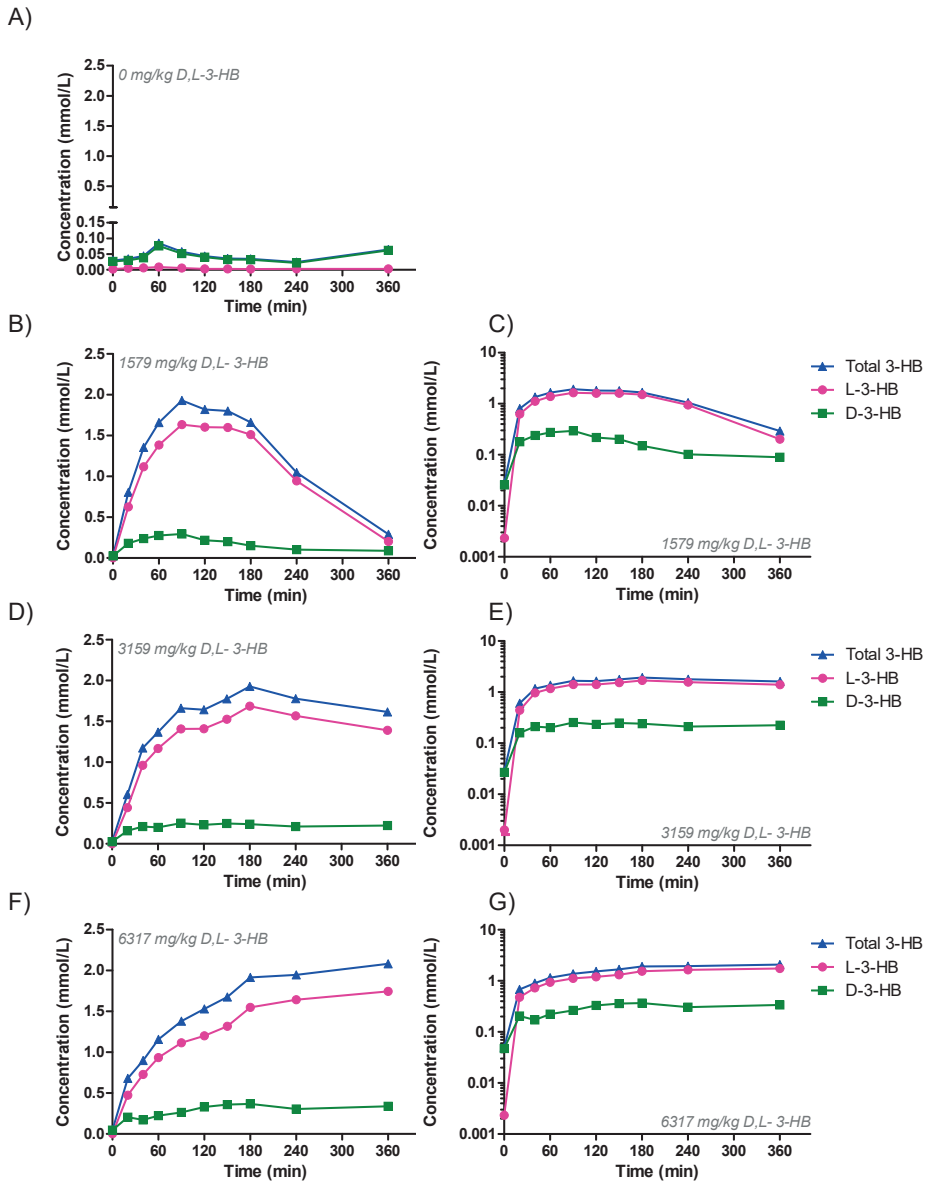 A)
0 mg/kg D,L-3-HB
Concentration (mmol/L)
2.5
2.0
1.5
1.0
0.5
0.15
0.10
0.05
0.00
0 60 120 180 240 300 360
Time (min)
B)
1579 mg/kg D,L- 3-HB
Concentration (mmol/L)
2.5
2.0
1.5
1.0
0.5
0.0
0 60 120 180 240 300 360
Time (min)
C)
Concentration (mmol/L)
10
1
0.1
0.01
0.001
0 60 120 180 240 300 360
Time (min)
1579 mg/kg D,L- 3-HB
Total 3-HB
L-3-HB
D-3-HB
D)
3159 mg/kg D,L- 3-HB
Concentration (mmol/L)
2.5
2.0
1.5
1.0
0.5
0.0
0 60 120 180 240 300 360
Time (min)
E)
Concentration (mmol/L)
10
1
0.1
0.01
0.001
0 60 120 180 240 300 360
Time (min)
3159 mg/kg D,L- 3-HB
Total 3-HB
L-3-HB
D-3-HB
F)
6317 mg/kg D,L- 3-HB
Concentration (mmol/L)
2.5
2.0
1.5
1.0
0.5
0.0
0 60 120 180 240 300 360
Time (min)
G)
Concentration (mmol/L)
10
1
0.1
0.01
0.001
0 60 120 180 240 300 360
Time (min)
6317 mg/kg D,L- 3-HB
Total 3-HB
L-3-HB
D-3-HB